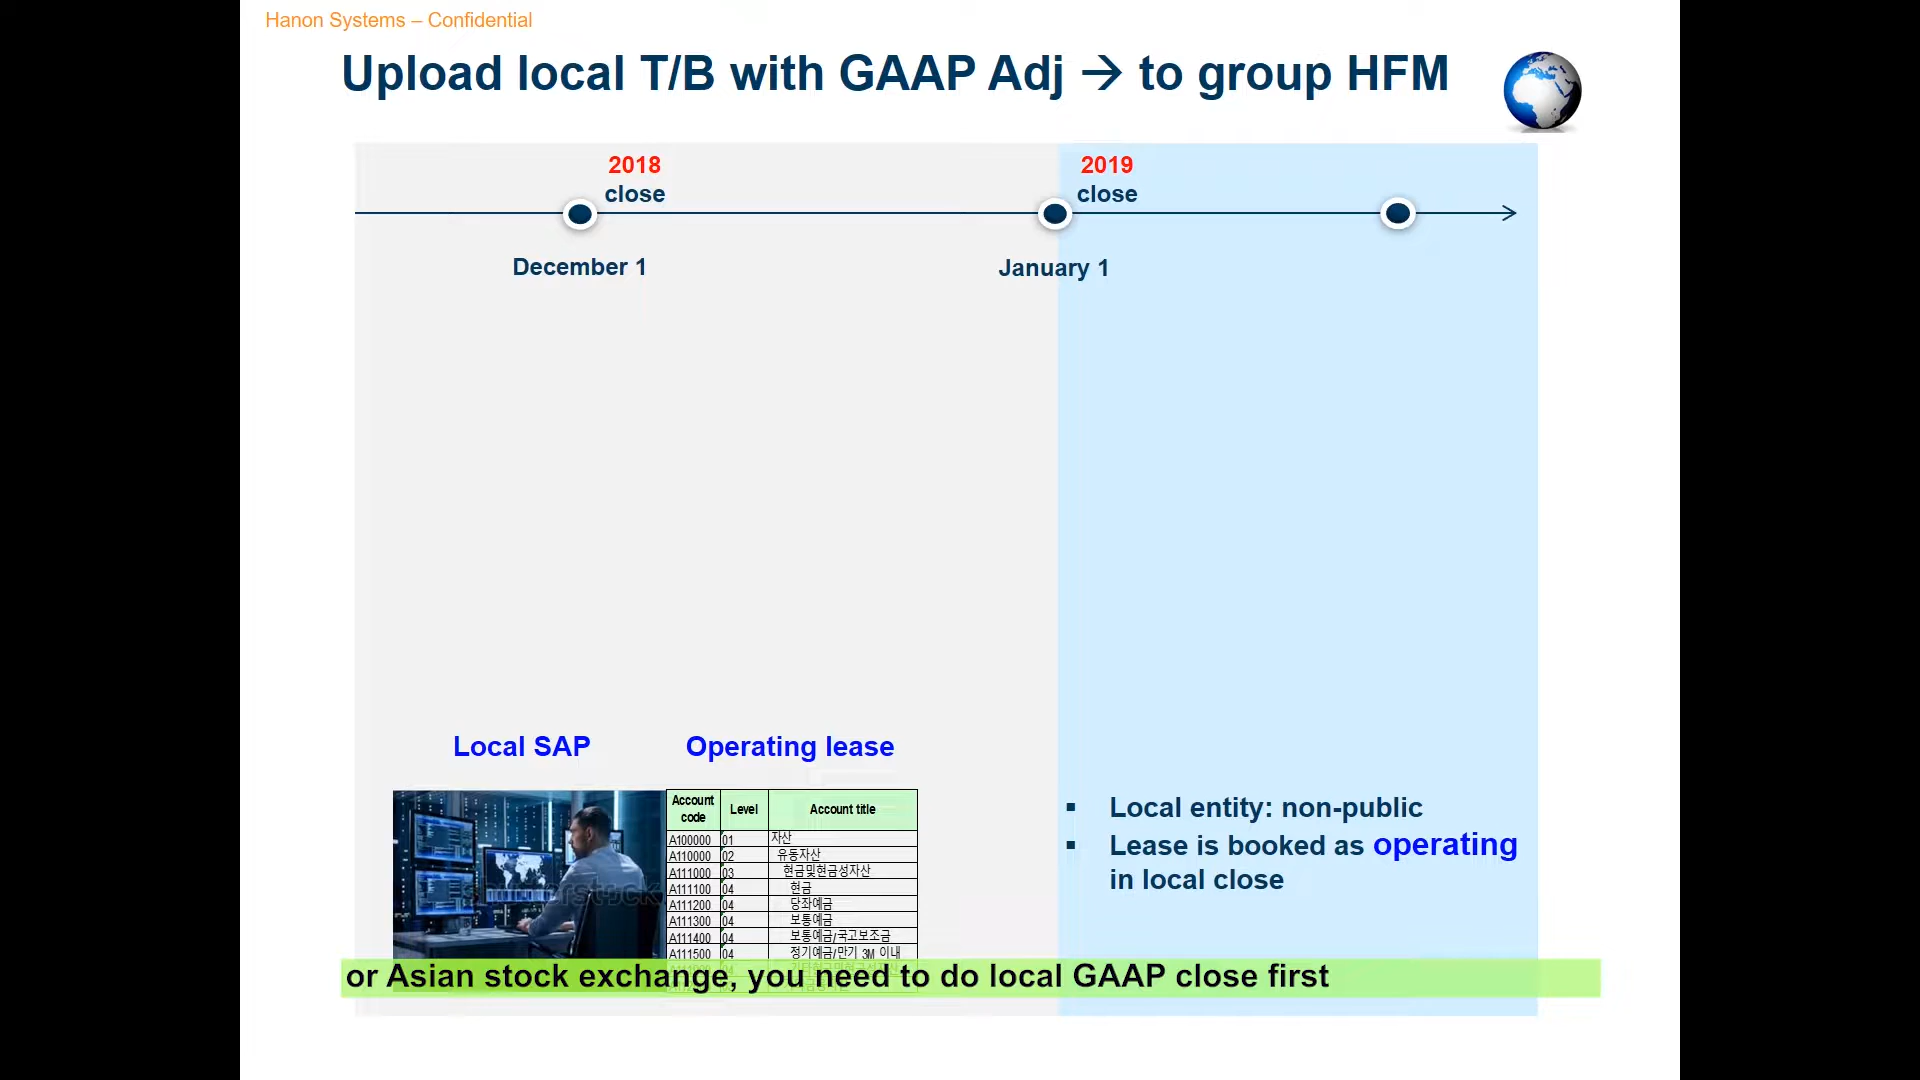 Hanon Systems – Confidential
Upload local T/B with GAAP Adj → to group HFM
2018
close
2019
close
December 1
January 1
Local SAP
Operating lease
Account code Level Account title
A100000 01 자산
A110000 02 유동자산
A111000 03 현금및현금성자산
A111100 04 현금
A111200 04 당좌예금
A111300 04 보통예금
A111400 04 보통예금/국고보조금
A111500 04 정기예금/만기 3M 이내
▪ Local entity: non-public
▪ Lease is booked as operating
in local close
or Asian stock exchange, you need to do local GAAP close first